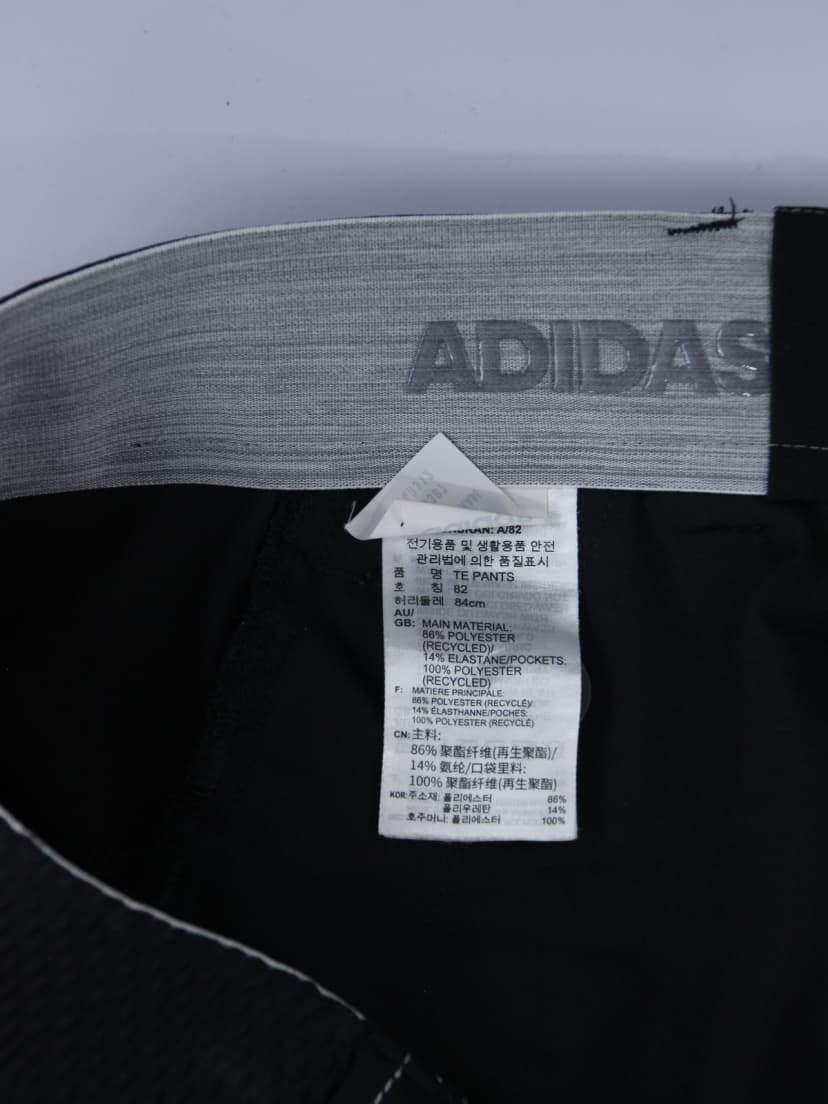 ADIDAS
A/82
전기용품 및 생활용품 안전
관리법에 의한 품질표시
품 명 TE PANTS
호 칭 82
허리둘레 84cm
AU/
GB: MAIN MATERIAL:
86% POLYESTER
(RECYCLED)/
14% ELASTANE/POCKETS:
100% POLYESTER
(RECYCLED)
F: MATIERE PRINCIPALE:
86% POLYESTER (RECYCLÉ)/
14% ÉLASTHANNE/POCHES:
100% POLYESTER (RECYCLÉ)
CN: 主料:
86% 聚酯纤维(再生聚酯)/
14% 氨纶/口袋里料:
100% 聚酯纤维(再生聚酯)
KOR: 주소재: 폴리에스터 86%
폴리우레탄 14%
호주머니: 폴리에스터 100%